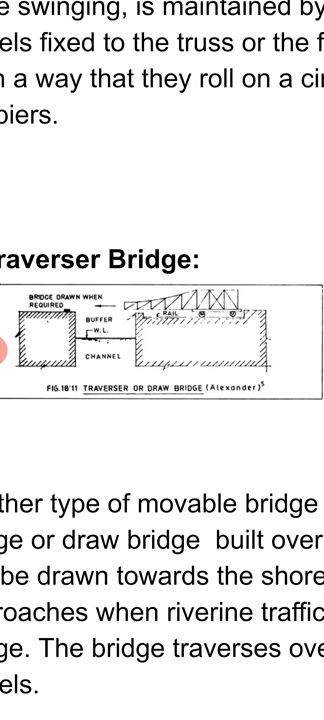 e swinging, is maintained by
els fixed to the truss or the f
n a way that they roll on a cir
piers.
raverser Bridge:
BRIDGE DRAWN WHEN
REQUIRED
RAIL
BUFFER
W.L.
CHANNEL
FIG.18·11 TRAVERSER OR DRAW BRIDGE (Alexander)⁵
ther type of movable bridge
ge or draw bridge built over
be drawn towards the shore
roaches when riverine traffic
ge. The bridge traverses ove
els.